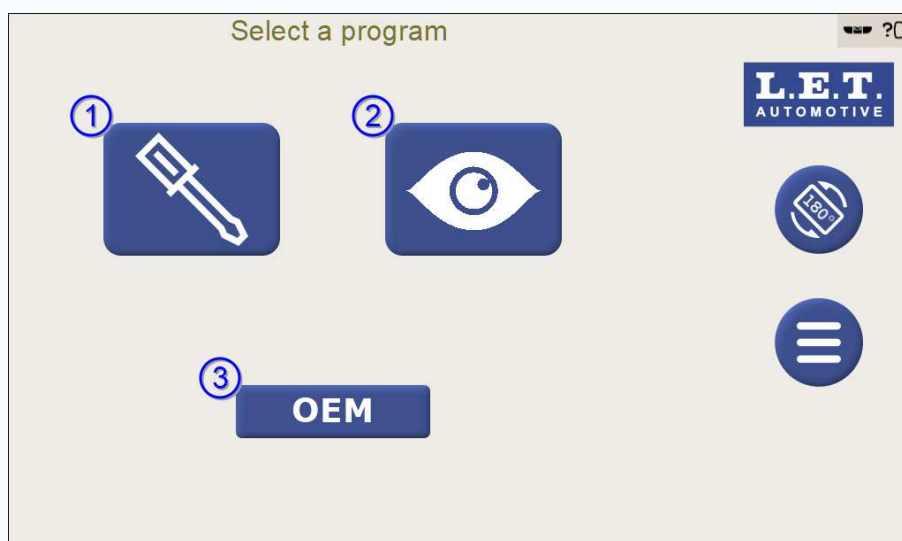 Select a program
?
L.E.T.
AUTOMOTIVE
1
2
180°
3
OEM